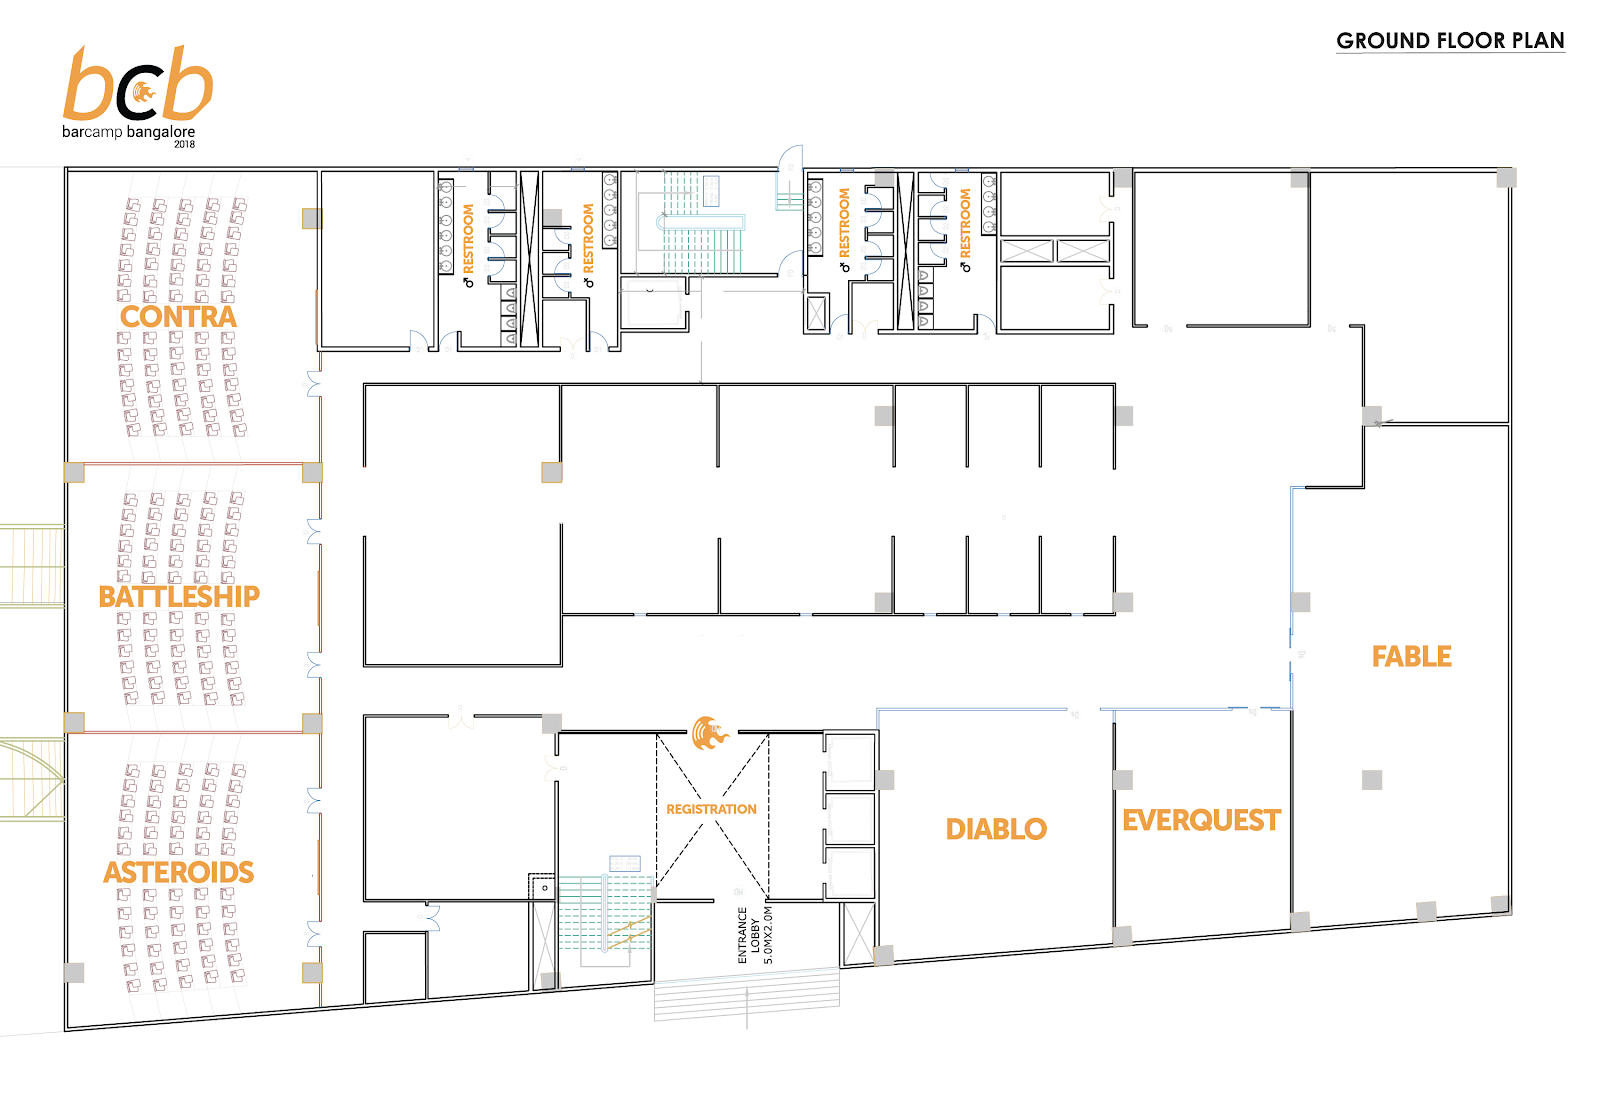 GROUND FLOOR PLAN
bcb
barcamp bangalore
2018
RESTROOM
RESTROOM
RESTROOM
RESTROOM
CONTRA
BATTLESHIP
FABLE
REGISTRATION
DIABLO
EVERQUEST
ASTEROIDS
ENTRANCE
LOBBY
5.0MX2.0M